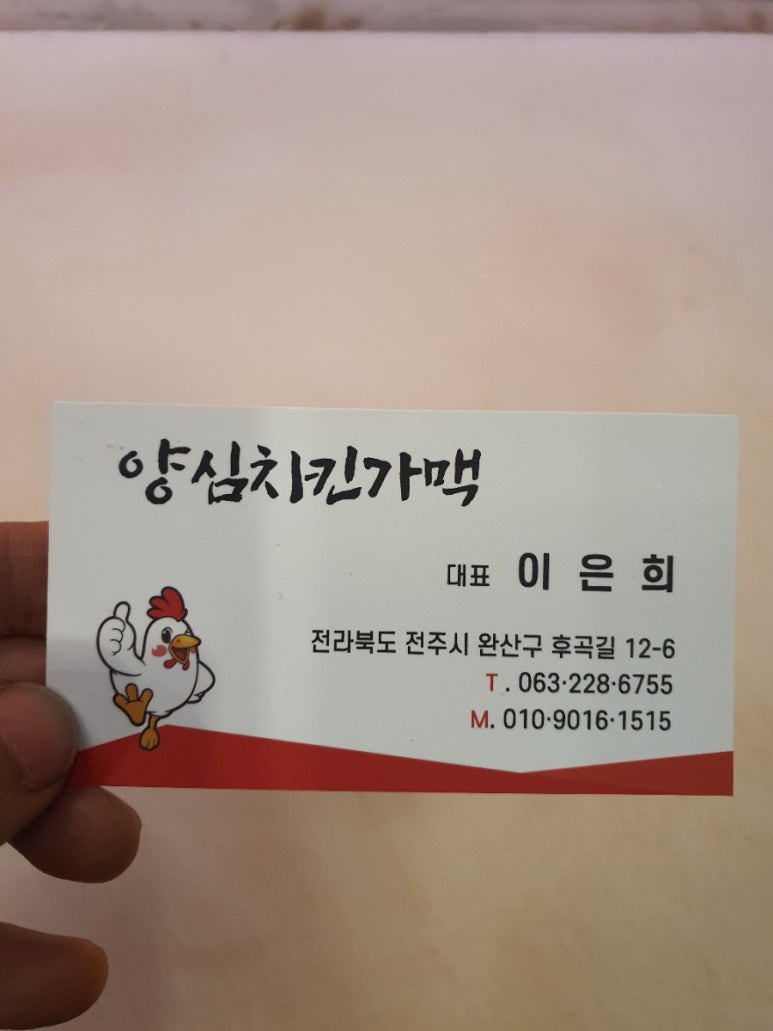 양심치킨가맥
대표 이은희
전라북도 전주시 완산구 후곡길 12-6
T. 063·228·6755
M. 010·9016·1515